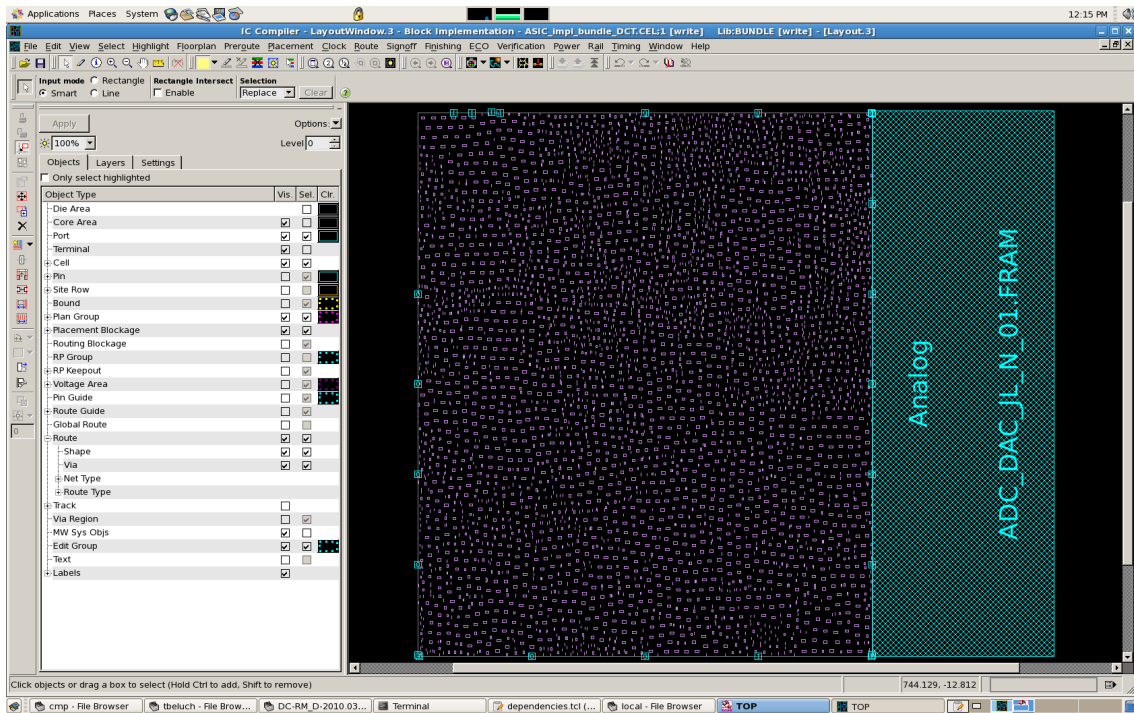 Applications Places System 12:15 PM
IC Compiler - LayoutWindow.3 - Block Implementation - ASIC_impl_bundle_DCT.CEL;1 [write] Lib:BUNDLE [write] - [Layout.3]
File Edit View Select Highlight Floorplan Preroute Placement Clock Route Signoff Finishing ECO Verification Power Rail Timing Window Help
Input mode Rectangle Rectangle Intersect Selection
Smart Line Enable Replace Clear
Apply Options:
100% Level 0
Objects Layers Settings
Only select highlighted
Object Type Vis. Sel. Clr.
Die Area
Core Area
Port
Terminal
Cell
Pin
Site Row
Bound
Plan Group
Placement Blockage
Routing Blockage
RP Group
RP Keepout
Voltage Area
Pin Guide
Route Guide
Global Route
Route
Shape
Via
Net Type
Route Type
Track
Via Region
MW Sys Objs
Edit Group
Text
Labels
0
Analog
ADC_DAC_JL_N_01.FRAM
Click objects or drag a box to select (Hold Ctrl to add, Shift to remove) 744.129, -12.812
cmp - File Browser tbeluch - File Brow... DC-RM_D-2010.03... Terminal dependencies.tcl (... local - File Browser TOP TOP